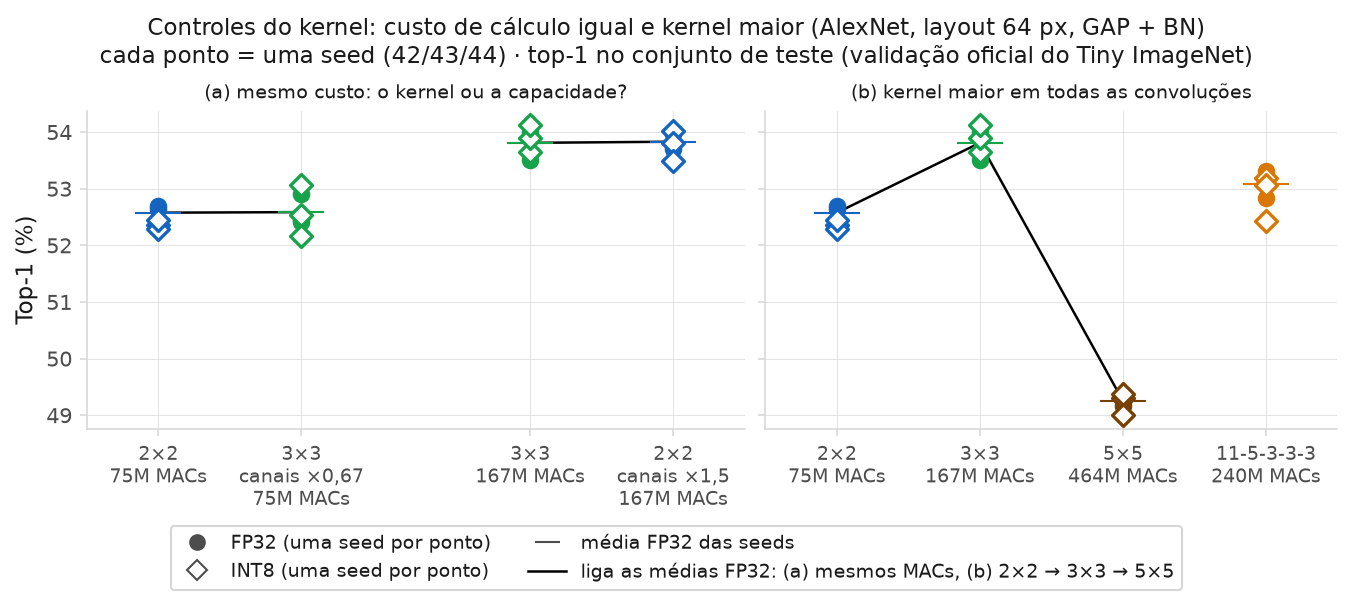 Controles do kernel: custo de cálculo igual e kernel maior (AlexNet, layout 64 px, GAP + BN)
cada ponto = uma seed (42/43/44) · top-1 no conjunto de teste (validação oficial do Tiny ImageNet)
(a) mesmo custo: o kernel ou a capacidade?
(b) kernel maior em todas as convoluções
Top-1 (%)
54
53
52
51
50
49
2×2
75M MACs
3×3
canais ×0,67
75M MACs
3×3
167M MACs
2×2
canais ×1,5
167M MACs
2×2
75M MACs
3×3
167M MACs
5×5
464M MACs
11-5-3-3-3
240M MACs
FP32 (uma seed por ponto)
INT8 (uma seed por ponto)
média FP32 das seeds
liga as médias FP32: (a) mesmos MACs, (b) 2×2 → 3×3 → 5×5